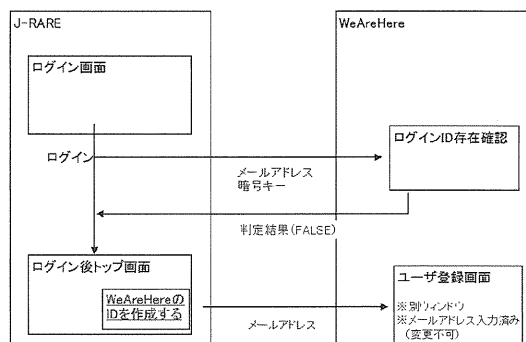 J-RARE
WeAreHere
ログイン画面
ログイン
ログインID存在確認
メールアドレス
暗号キー
判定結果(FALSE)
ログイン後トップ画面
WeAreHereの
IDを作成する
メールアドレス
ユーザ登録画面
※別ウィンドウ
※メールアドレス入力済み
(変更不可)